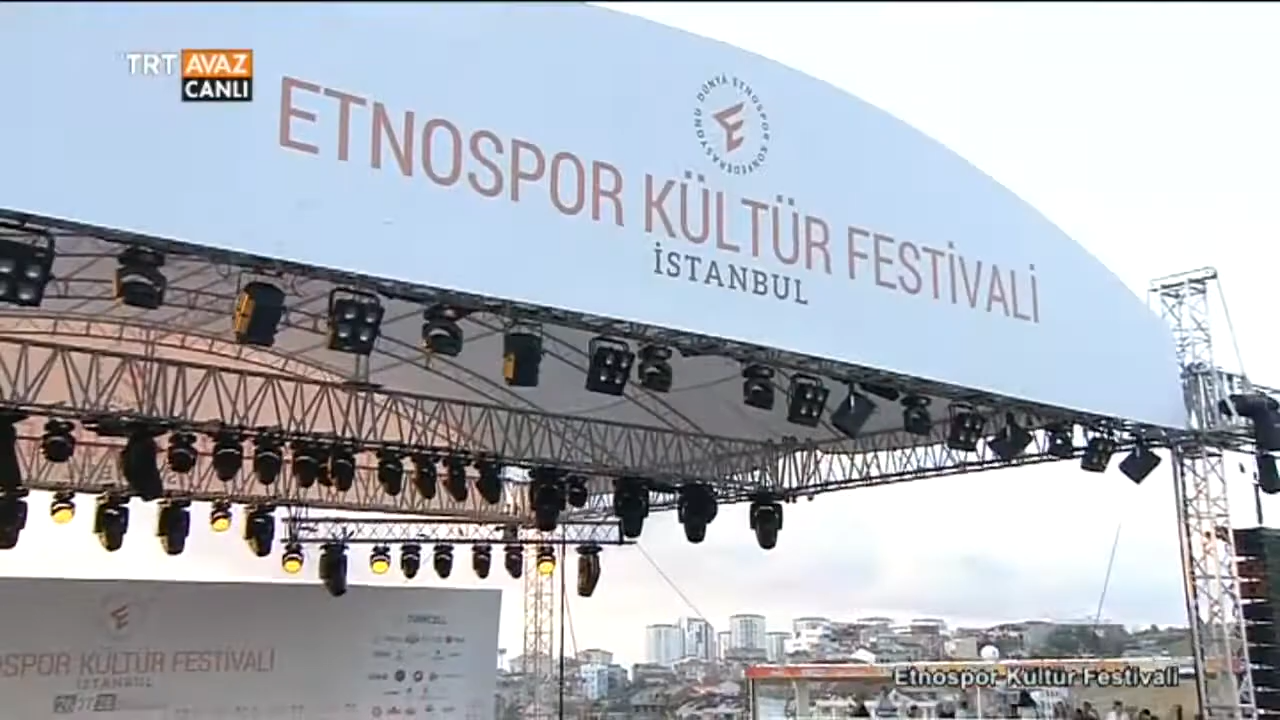 TRT AVAZ
CANLI
DÜNYA ETNOSPOR KONFEDERASYONU
ETNOSPOR KÜLTÜR FESTİVALİ
İSTANBUL
TURKCELL
OSPOR KÜLTÜR FESTİVALİ
İSTANBUL
Etnospor Kültür Festivali